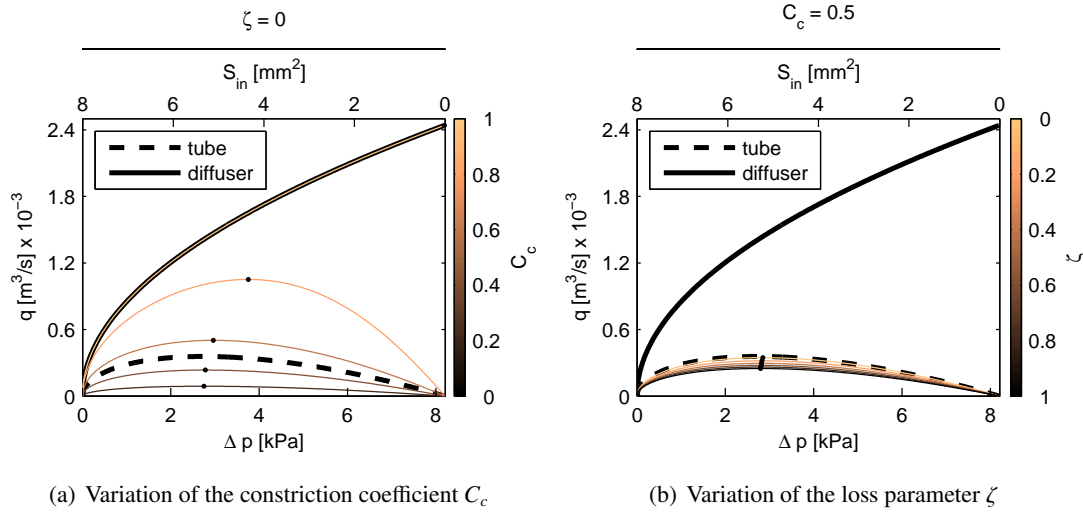 ζ = 0
S_in [mm²]
8 6 4 2 0
2.4
1.8
1.2
0.6
0
q [m³/s] x 10⁻³
tube
diffuser
0 2 4 6 8
Δ p [kPa]
1
0.8
0.6
0.4
0.2
0
C_c
(a) Variation of the constriction coefficient C_c
C_c = 0.5
S_in [mm²]
8 6 4 2 0
2.4
1.8
1.2
0.6
0
q [m³/s] x 10⁻³
tube
diffuser
0 2 4 6 8
Δ p [kPa]
0
0.2
0.4
0.6
0.8
1
ζ
(b) Variation of the loss parameter ζ